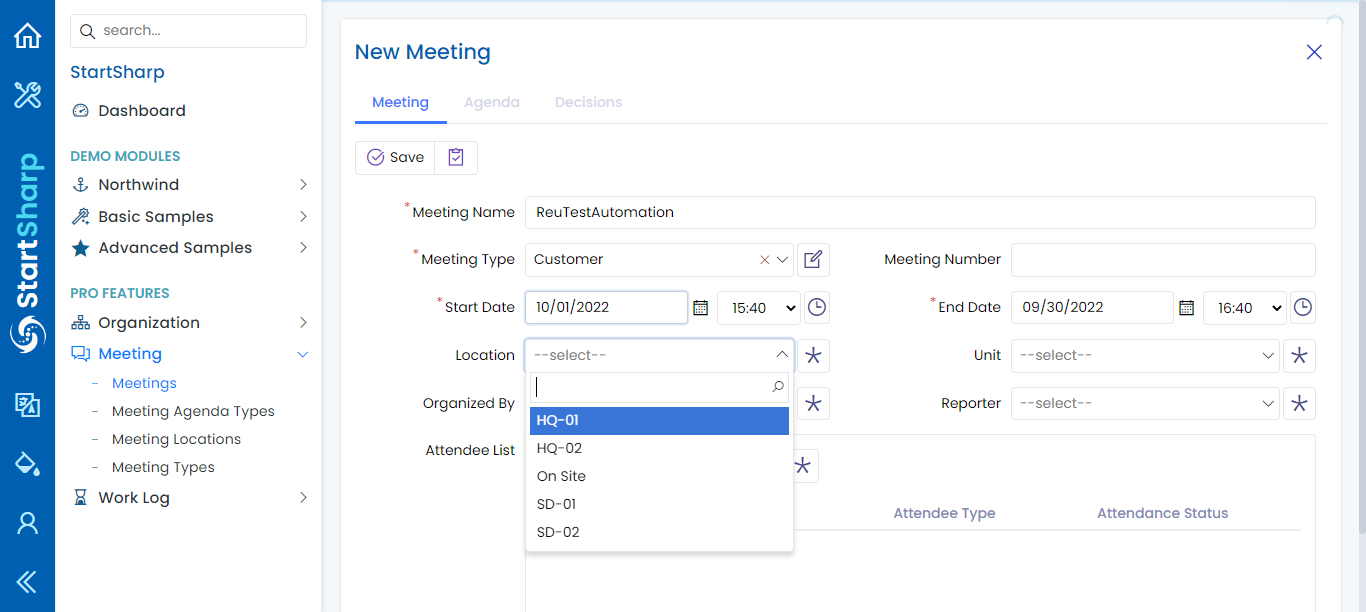 search...
StartSharp
Dashboard
DEMO MODULES
Northwind
Basic Samples
Advanced Samples
PRO FEATURES
Organization
Meeting
Meetings
Meeting Agenda Types
Meeting Locations
Meeting Types
Work Log
StartSharp
New Meeting
Meeting Agenda Decisions
Save
*Meeting Name ReuTestAutomation
*Meeting Type Customer Meeting Number
*Start Date 10/01/2022 15:40 *End Date 09/30/2022 16:40
Location --select-- Unit --select--
Organized By Reporter --select--
HQ-01
HQ-02
On Site
SD-01
SD-02
Attendee List
Attendee Type Attendance Status